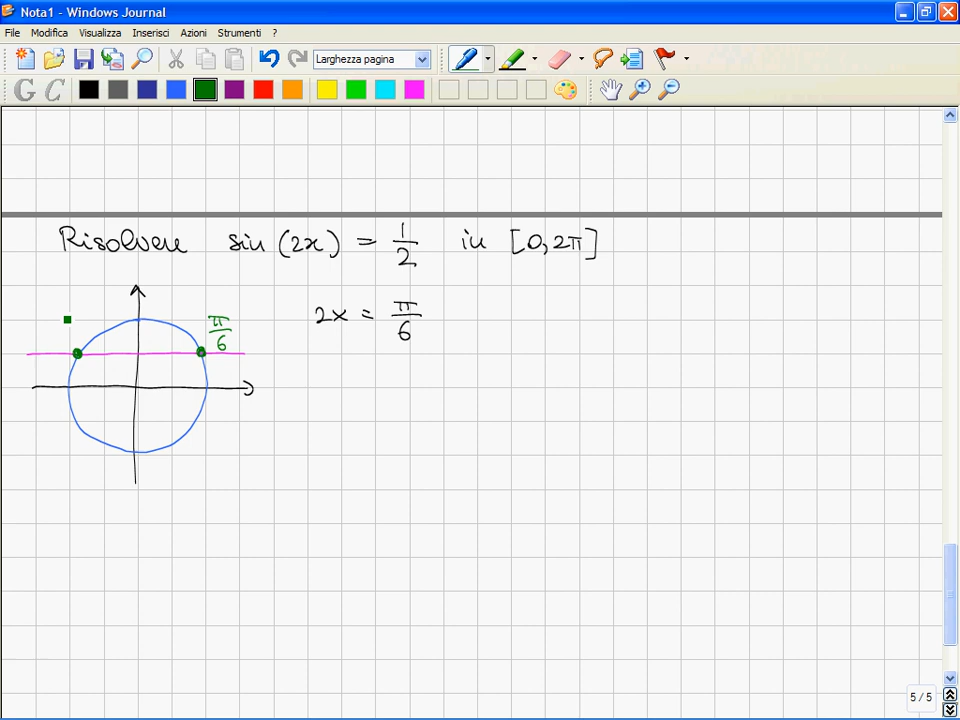 Nota1 - Windows Journal
File Modifica Visualizza Inserisci Azioni Strumenti ?
Larghezza pagina
G C
Risolvere sin (2x) = 1/2 in [0, 2π]
2x = π/6
π/6
5 / 5